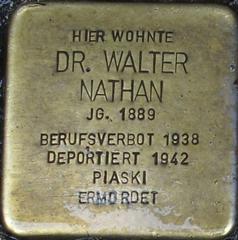 HIER WOHNTE
DR. WALTER
NATHAN
JG. 1889
BERUFSVERBOT 1938
DEPORTIERT 1942
PIASKI
ERMORDET